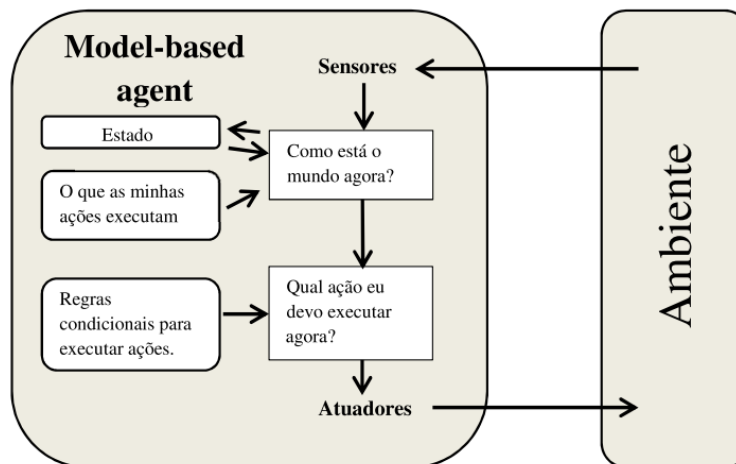 Model-based
agent
Sensores
Estado
Como está o
mundo agora?
O que as minhas
ações executam
Regras
condicionais para
executar ações.
Qual ação eu
devo executar
agora?
Atuadores
Ambiente